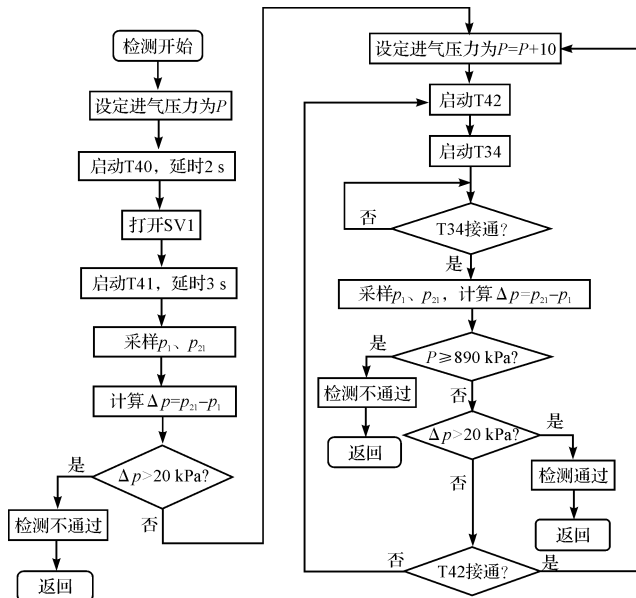 检测开始
设定进气压力为P
启动T40，延时2 s
打开SV1
启动T41，延时3 s
采样p₁、p₂₁
计算Δp=p₂₁−p₁
Δp>20 kPa?
是
否
检测不通过
返回
设定进气压力为P=P+10
启动T42
启动T34
T34接通?
否
是
采样p₁、p₂₁，计算Δp=p₂₁−p₁
P≥890 kPa?
是
否
检测不通过
返回
Δp>20 kPa?
是
否
检测通过
返回
T42接通?
否
是